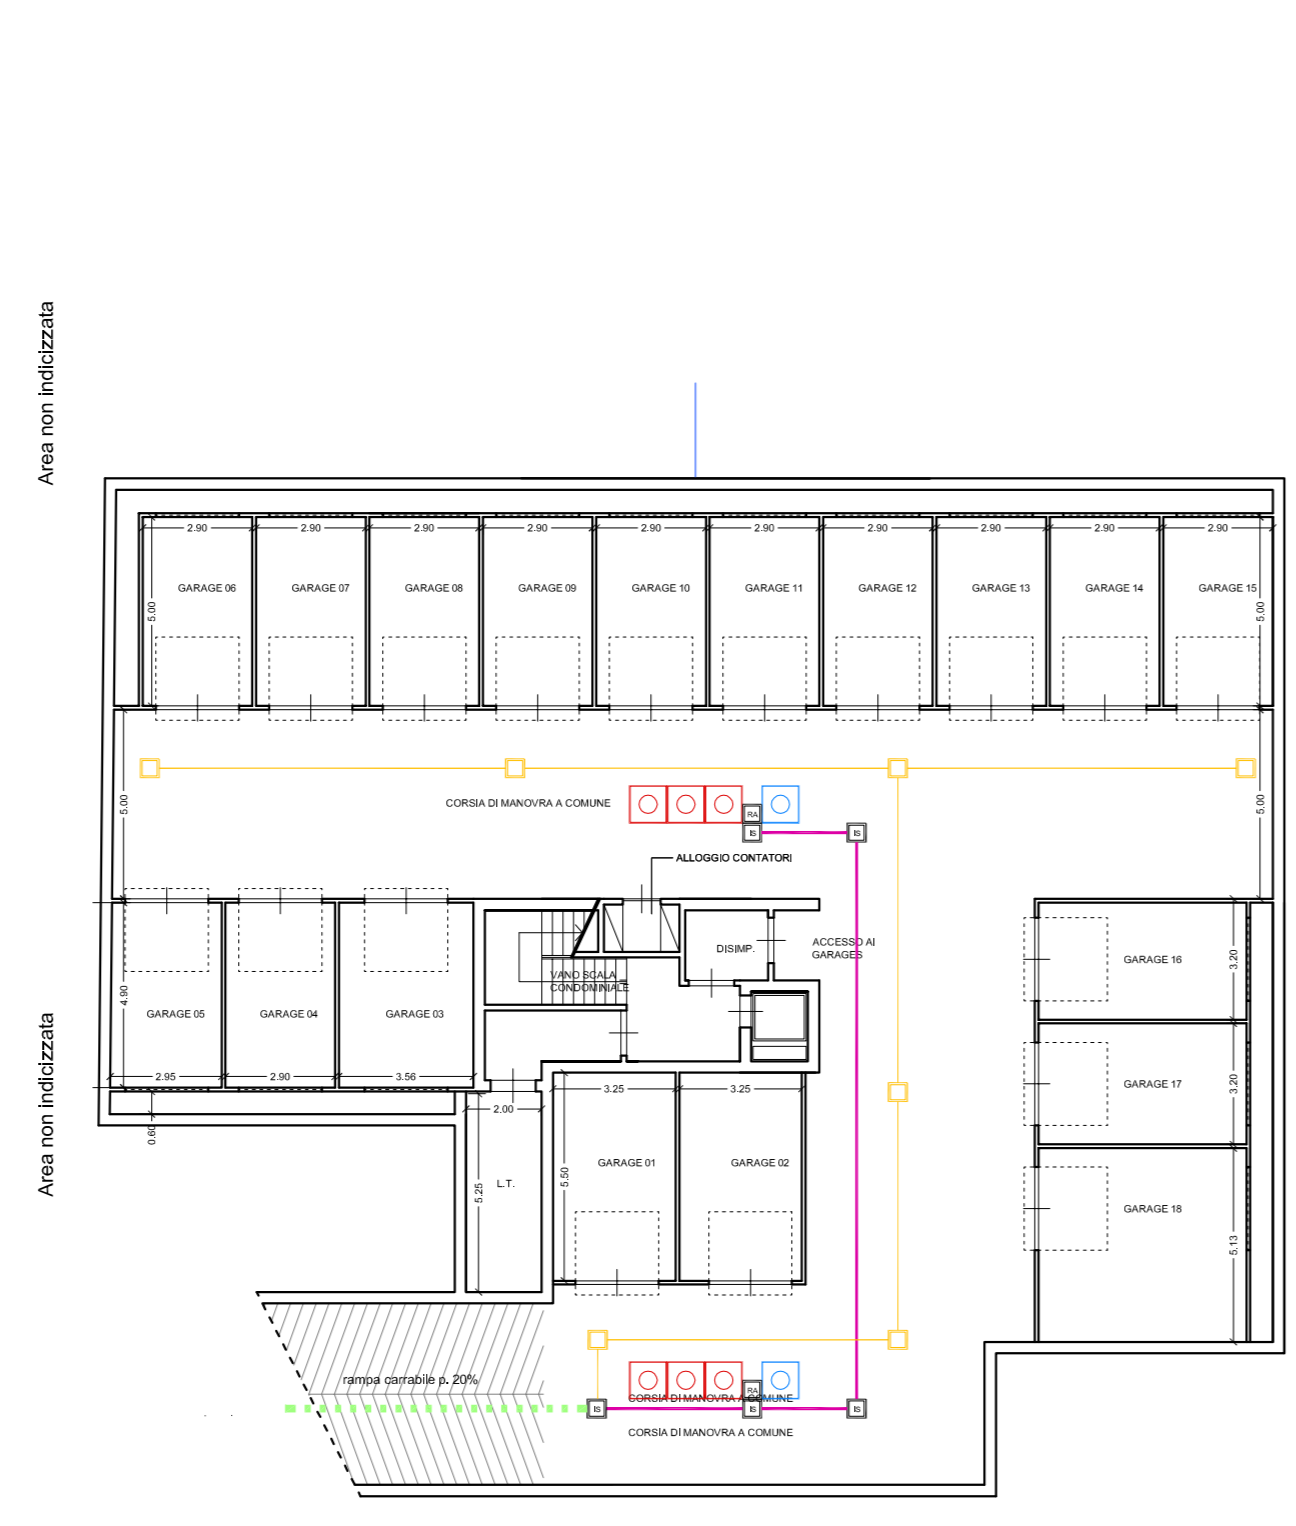 Area non indicizzata
2.90
2.90
2.90
2.90
2.90
2.90
2.90
2.90
2.90
2.90
GARAGE 06
GARAGE 07
GARAGE 08
GARAGE 09
GARAGE 10
GARAGE 11
GARAGE 12
GARAGE 13
GARAGE 14
GARAGE 15
5.00
5.00
CORSIA DI MANOVRA A COMUNE
5.00
5.00
RA
IS
IS
ALLOGGIO CONTATORI
DISIMP.
ACCESSO AI
GARAGES
VANO SCALA
CONDOMINIALE
GARAGE 16
3.20
4.90
GARAGE 05
GARAGE 04
GARAGE 03
2.95
2.90
3.56
0.60
2.00
3.25
3.25
GARAGE 17
3.20
Area non indicizzata
L.T.
5.25
5.50
GARAGE 01
GARAGE 02
GARAGE 18
5.13
rampa carrabile p. 20%
RA
CORSIA DI MANOVRA A COMUNE
IS
IS
IS
CORSIA DI MANOVRA A COMUNE